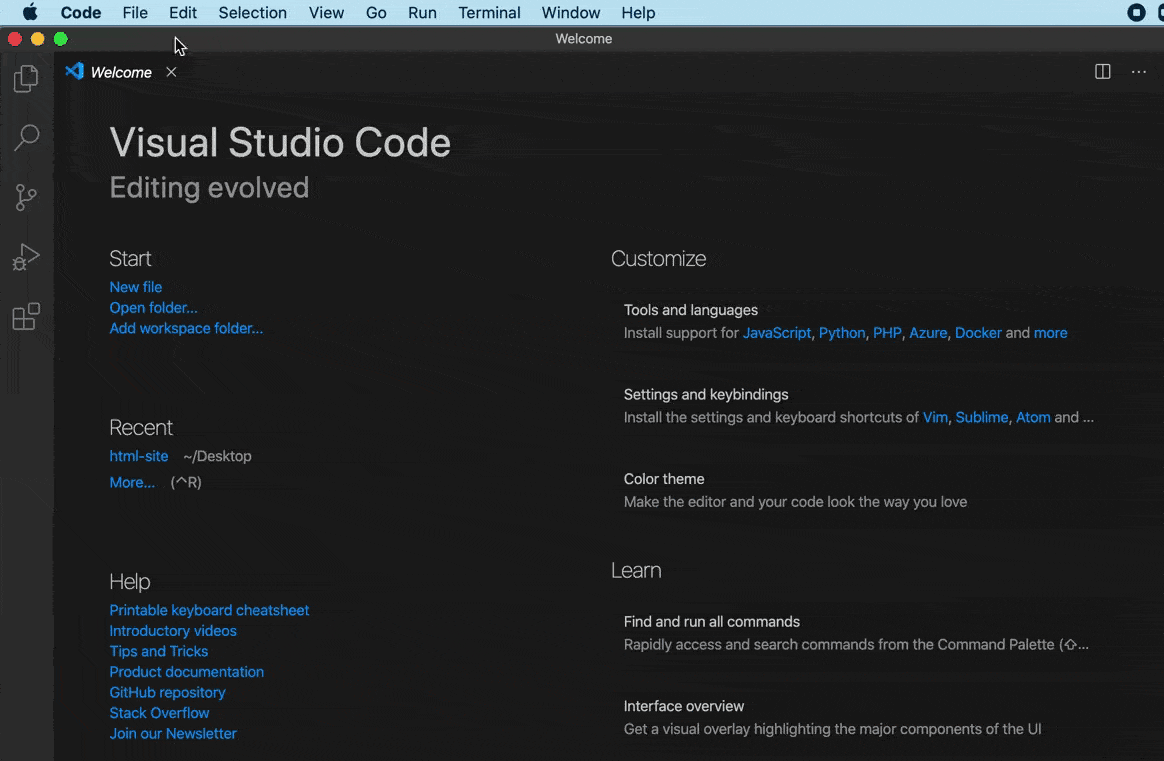 Code File Edit Selection View Go Run Terminal Window Help
Welcome
Welcome
Visual Studio Code
Editing evolved
Start
New file
Open folder...
Add workspace folder...
Recent
html-site ~/Desktop
More... (^R)
Help
Printable keyboard cheatsheet
Introductory videos
Tips and Tricks
Product documentation
GitHub repository
Stack Overflow
Join our Newsletter
Customize
Tools and languages
Install support for JavaScript, Python, PHP, Azure, Docker and more
Settings and keybindings
Install the settings and keyboard shortcuts of Vim, Sublime, Atom and ...
Color theme
Make the editor and your code look the way you love
Learn
Find and run all commands
Rapidly access and search commands from the Command Palette (⇧...
Interface overview
Get a visual overlay highlighting the major components of the UI